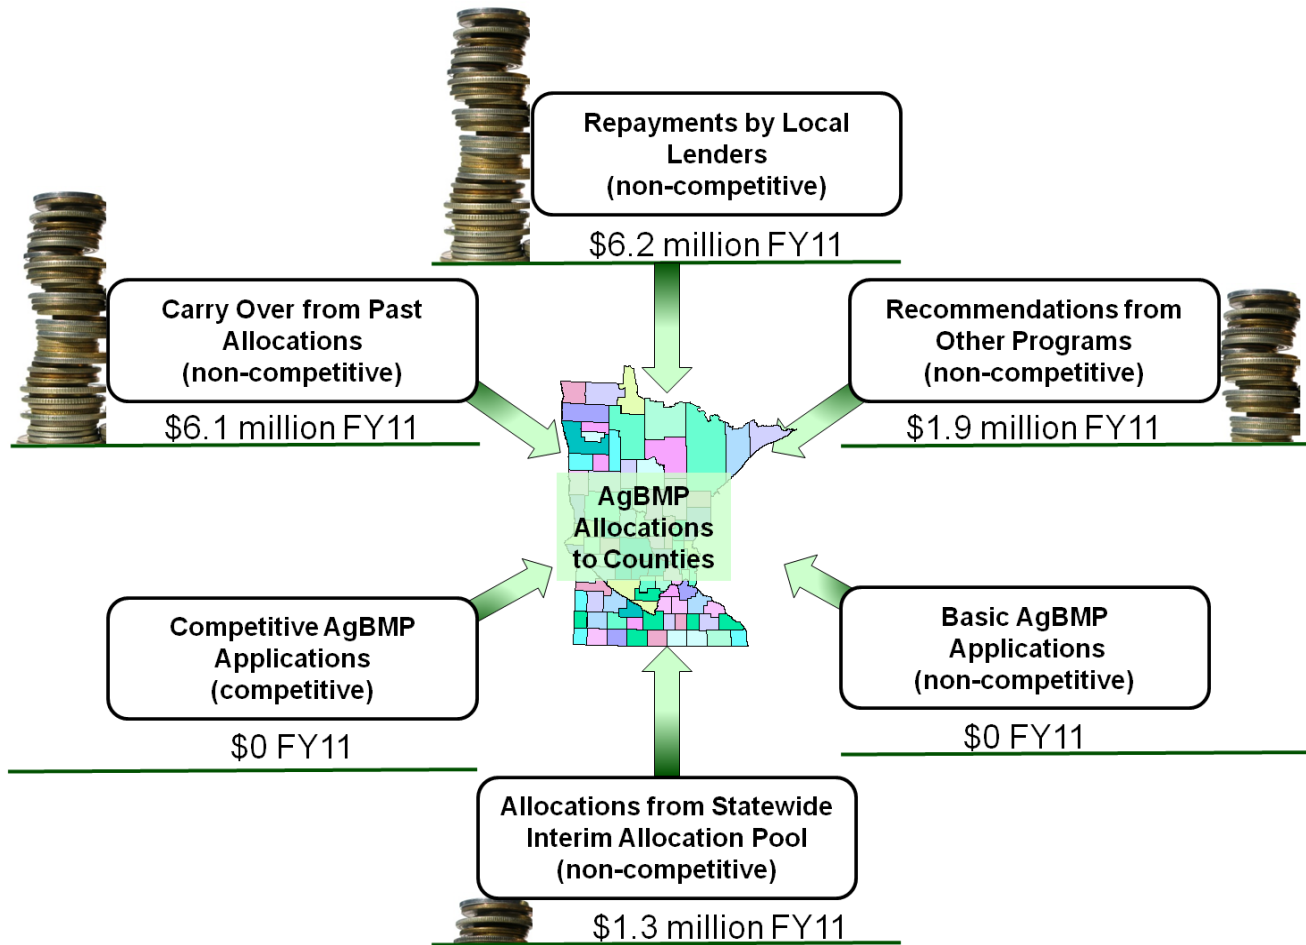 Repayments by Local
Lenders
(non-competitive)
$6.2 million FY11
Carry Over from Past
Allocations
(non-competitive)
$6.1 million FY11
Recommendations from
Other Programs
(non-competitive)
$1.9 million FY11
AgBMP
Allocations
to Counties
Competitive AgBMP
Applications
(competitive)
$0 FY11
Basic AgBMP
Applications
(non-competitive)
$0 FY11
Allocations from Statewide
Interim Allocation Pool
(non-competitive)
$1.3 million FY11